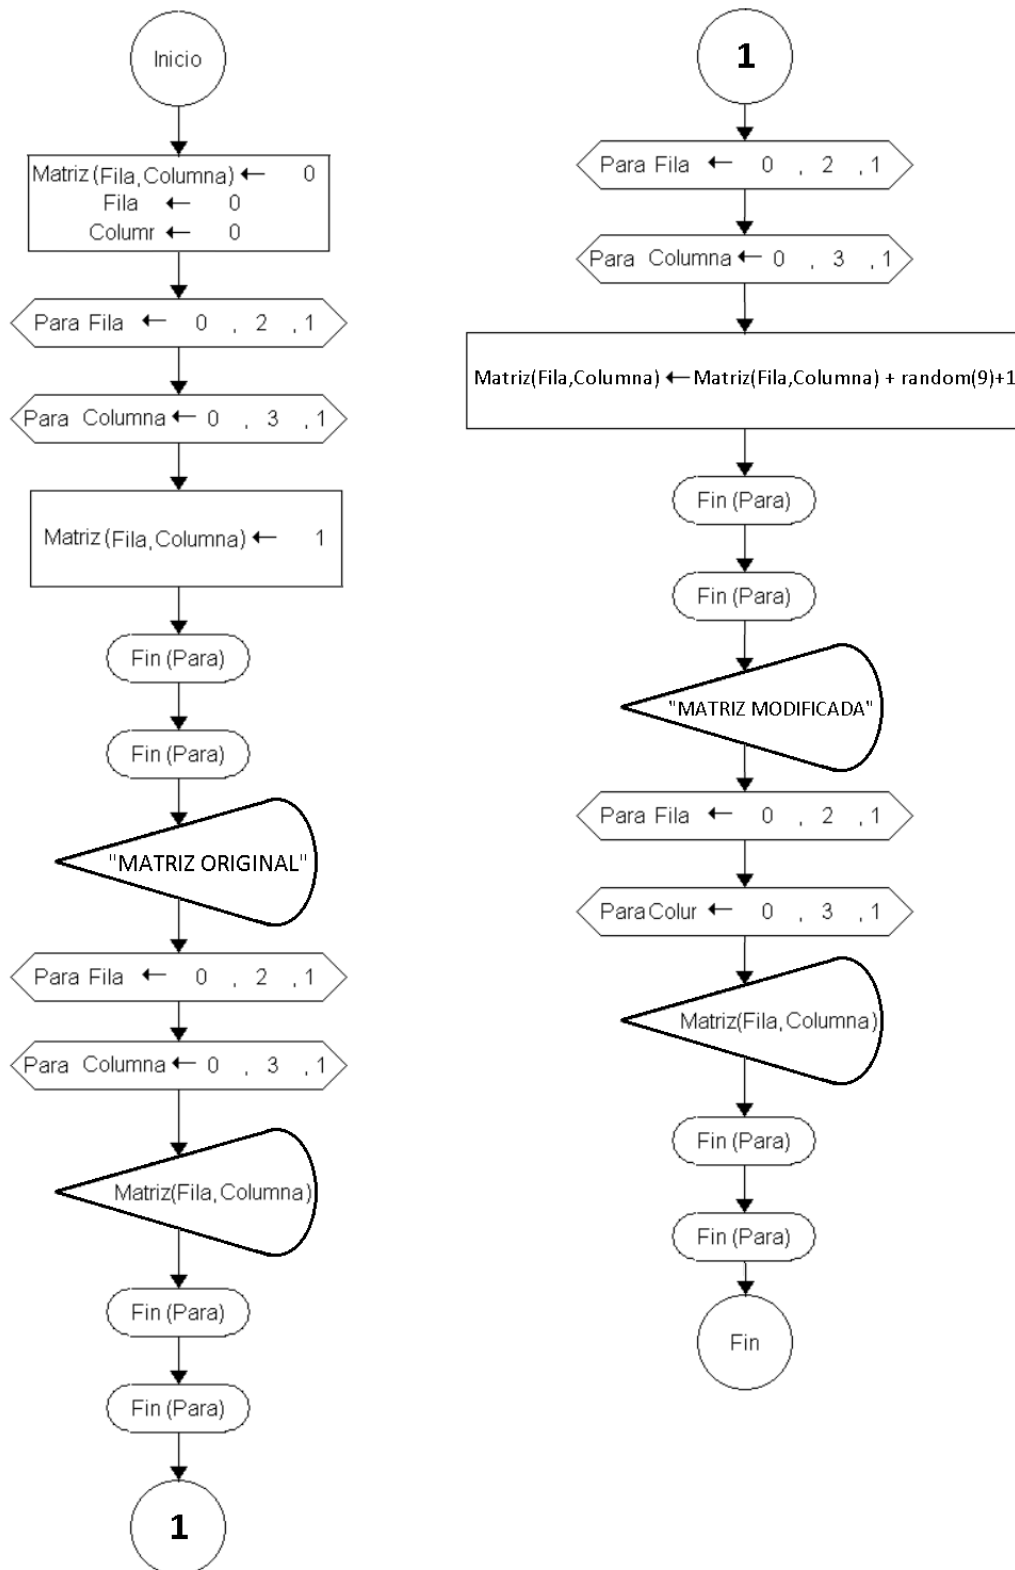 Inicio
Matriz (Fila,Columna) ← 0
Fila ← 0
Columr ← 0
Para Fila ← 0 , 2 , 1
Para Columna ← 0 , 3 , 1
Matriz (Fila,Columna) ← 1
Fin (Para)
Fin (Para)
"MATRIZ ORIGINAL"
Para Fila ← 0 , 2 , 1
Para Columna ← 0 , 3 , 1
Matriz(Fila,Columna)
Fin (Para)
Fin (Para)
1
1
Para Fila ← 0 , 2 , 1
Para Columna ← 0 , 3 , 1
Matriz(Fila,Columna) ← Matriz(Fila,Columna) + random(9)+1
Fin (Para)
Fin (Para)
"MATRIZ MODIFICADA"
Para Fila ← 0 , 2 , 1
Para Colur ← 0 , 3 , 1
Matriz(Fila,Columna)
Fin (Para)
Fin (Para)
Fin